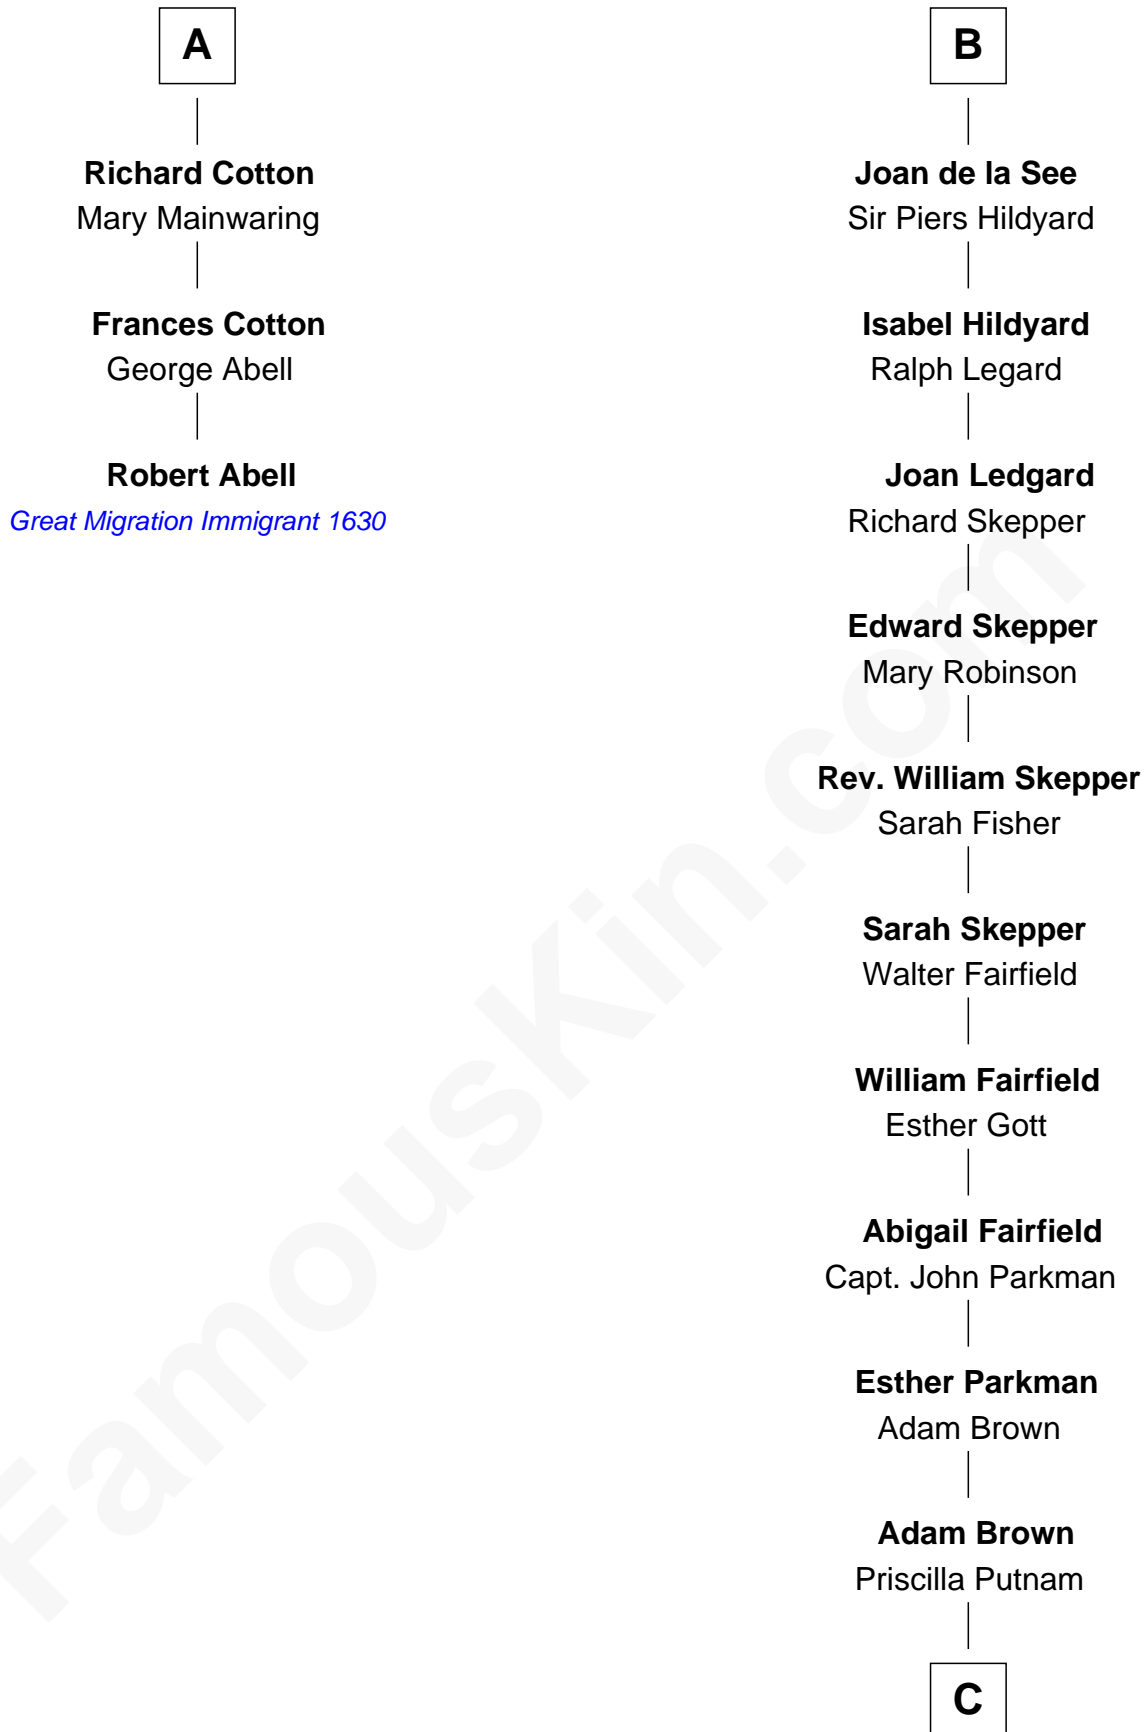 A
Richard Cotton
Mary Mainwaring
Frances Cotton
George Abell
Robert Abell
Great Migration Immigrant 1630
B
Joan de la See
Sir Piers Hildyard
Isabel Hildyard
Ralph Legard
Joan Ledgard
Richard Skepper
Edward Skepper
Mary Robinson
Rev. William Skepper
Sarah Fisher
Sarah Skepper
Walter Fairfield
William Fairfield
Esther Gott
Abigail Fairfield
Capt. John Parkman
Esther Parkman
Adam Brown
Adam Brown
Priscilla Putnam
C
FamousKin.com